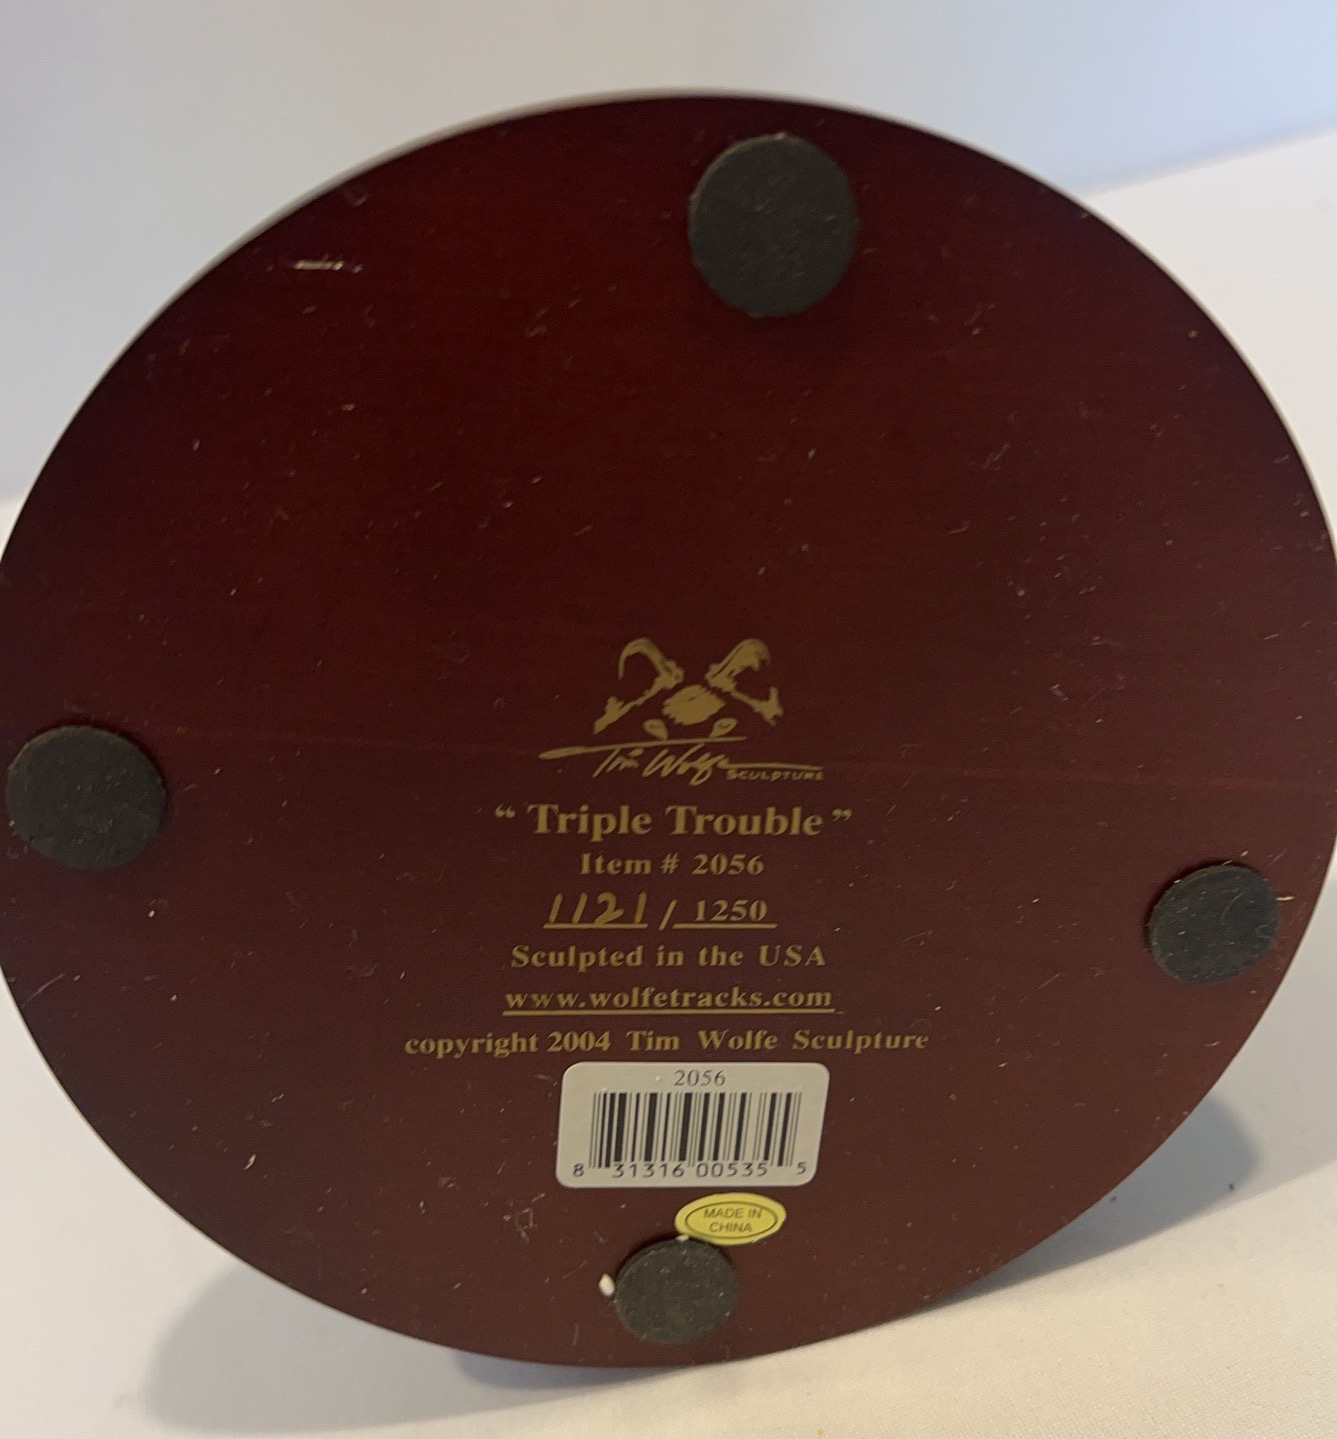 Tim Wolfe SCULPTURE
“ Triple Trouble ”
Item # 2056
1121 / 1250
Sculpted in the USA
www.wolfetracks.com
copyright 2004 Tim Wolfe Sculpture
2056
8 31316 00535 5
MADE IN
CHINA